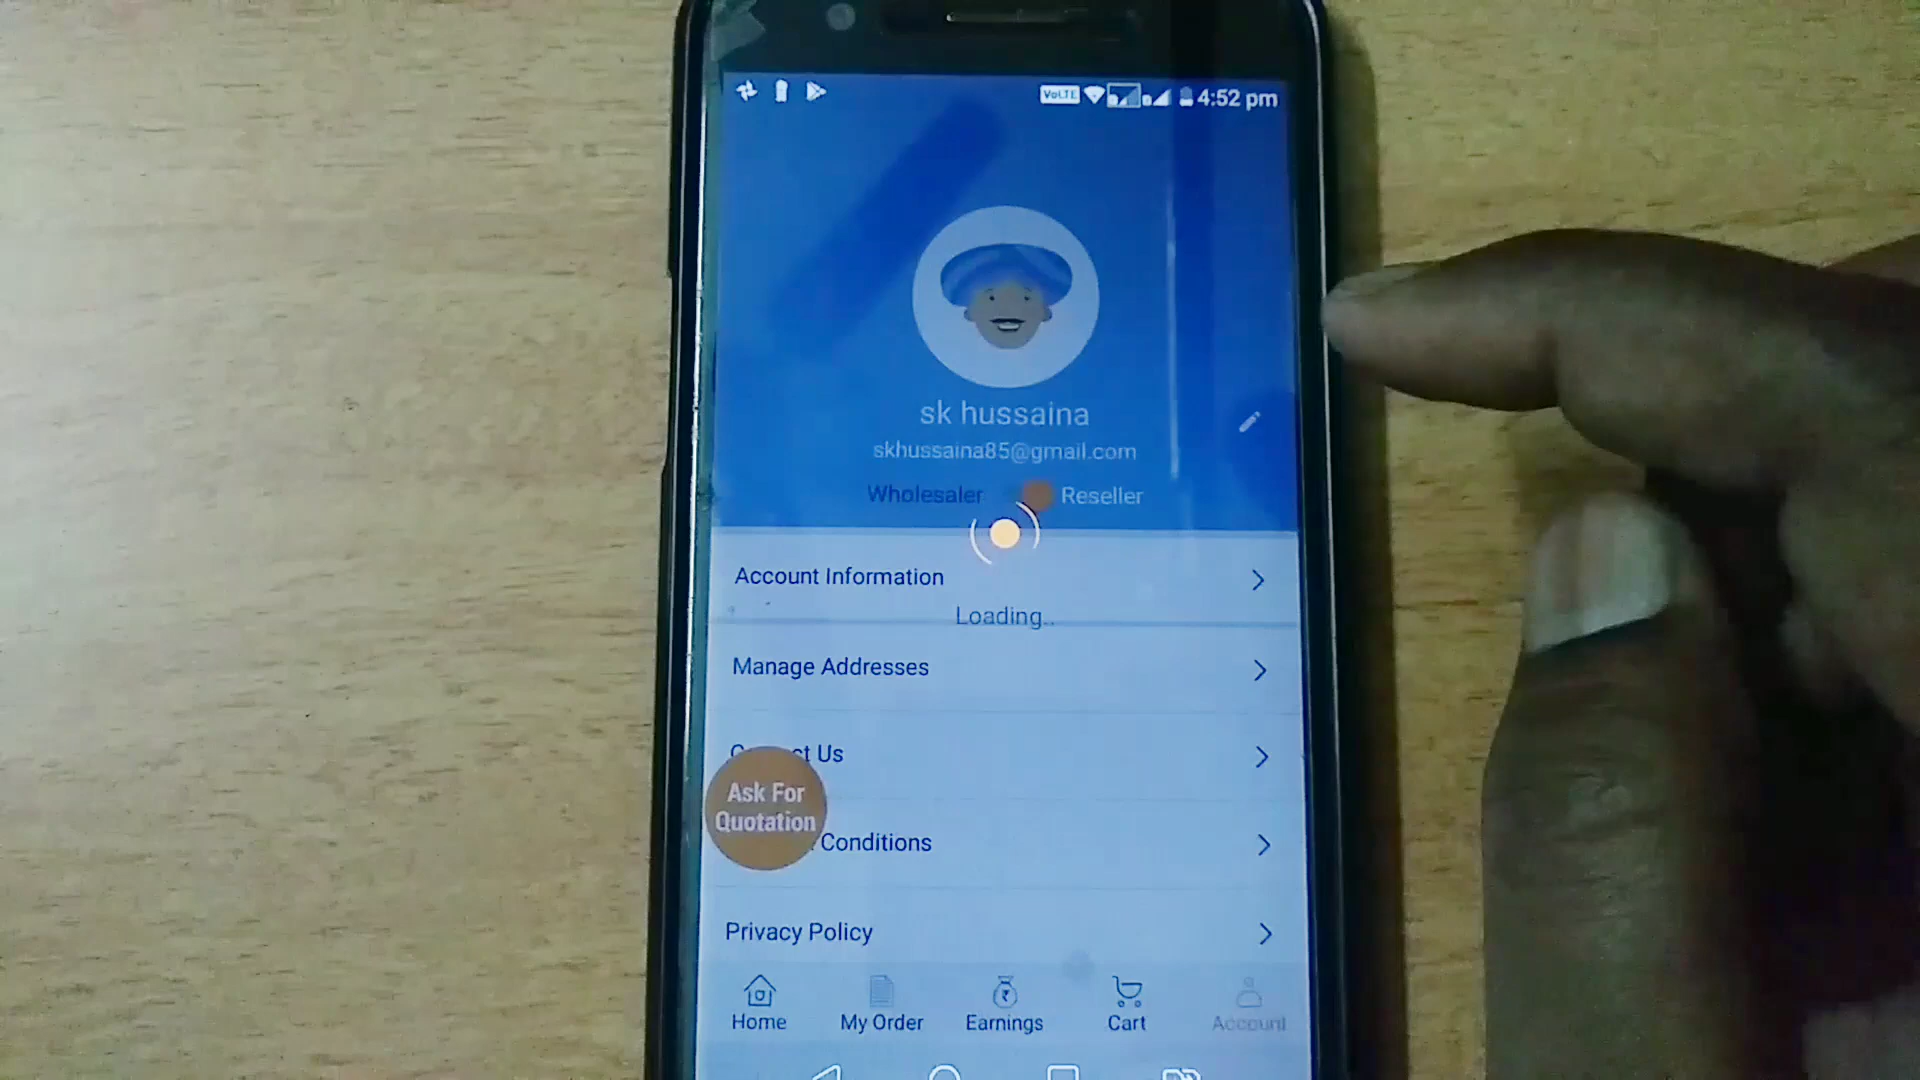 VoLTE 4:52 pm
sk hussaina
skhussaina85@gmail.com
Wholesaler Reseller
Account Information
Loading..
Manage Addresses
Us
Ask For
Quotation
Conditions
Privacy Policy
Home My Order Earnings Cart Account